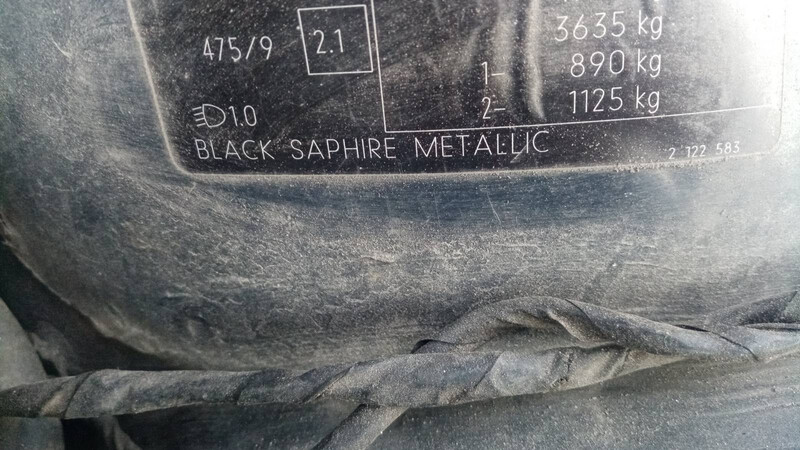 3635 kg
475/9 2.1
1– 890 kg
2– 1125 kg
1.0
BLACK SAPHIRE METALLIC
2 122 583